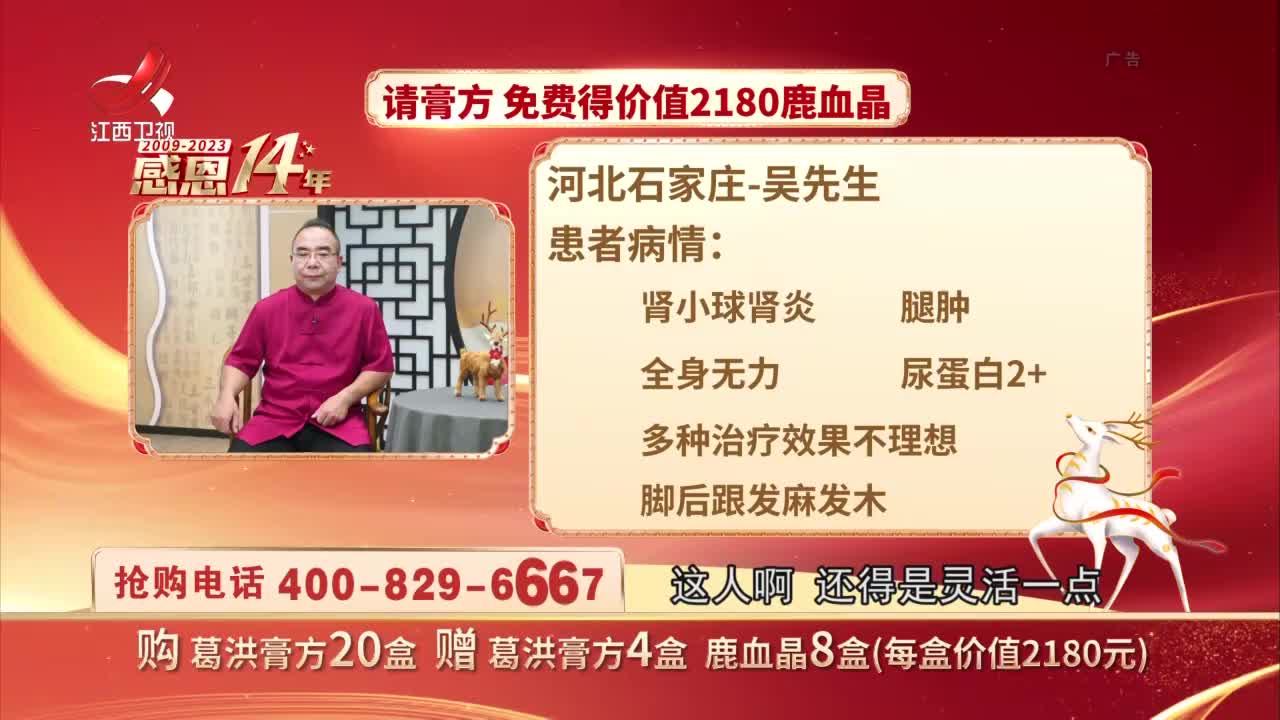 广告
江西卫视
2009-2023
感恩14年
请膏方 免费得价值2180鹿血晶
河北石家庄-吴先生
患者病情：
肾小球肾炎 腿肿
全身无力 尿蛋白2+
多种治疗效果不理想
脚后跟发麻发木
抢购电话 400-829-6667
这人啊 还得是灵活一点
购 葛洪膏方20盒 赠 葛洪膏方4盒 鹿血晶8盒(每盒价值2180元)